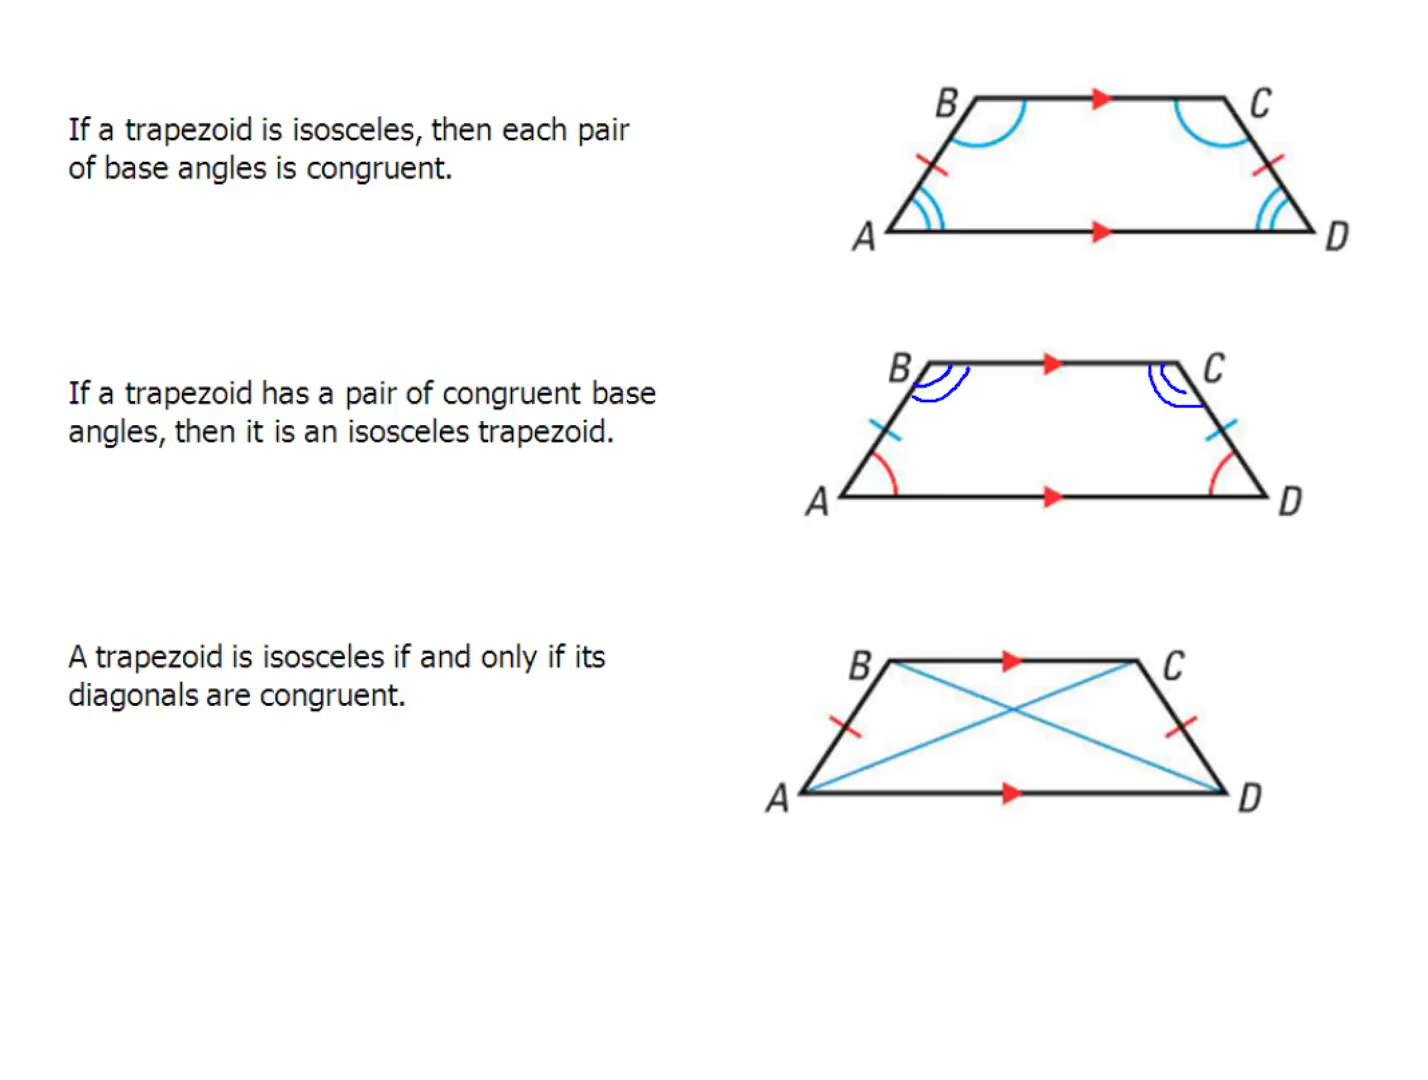 If a trapezoid is isosceles, then each pair
of base angles is congruent.
B C
A D
If a trapezoid has a pair of congruent base
angles, then it is an isosceles trapezoid.
B C
A D
A trapezoid is isosceles if and only if its
diagonals are congruent.
B C
A D